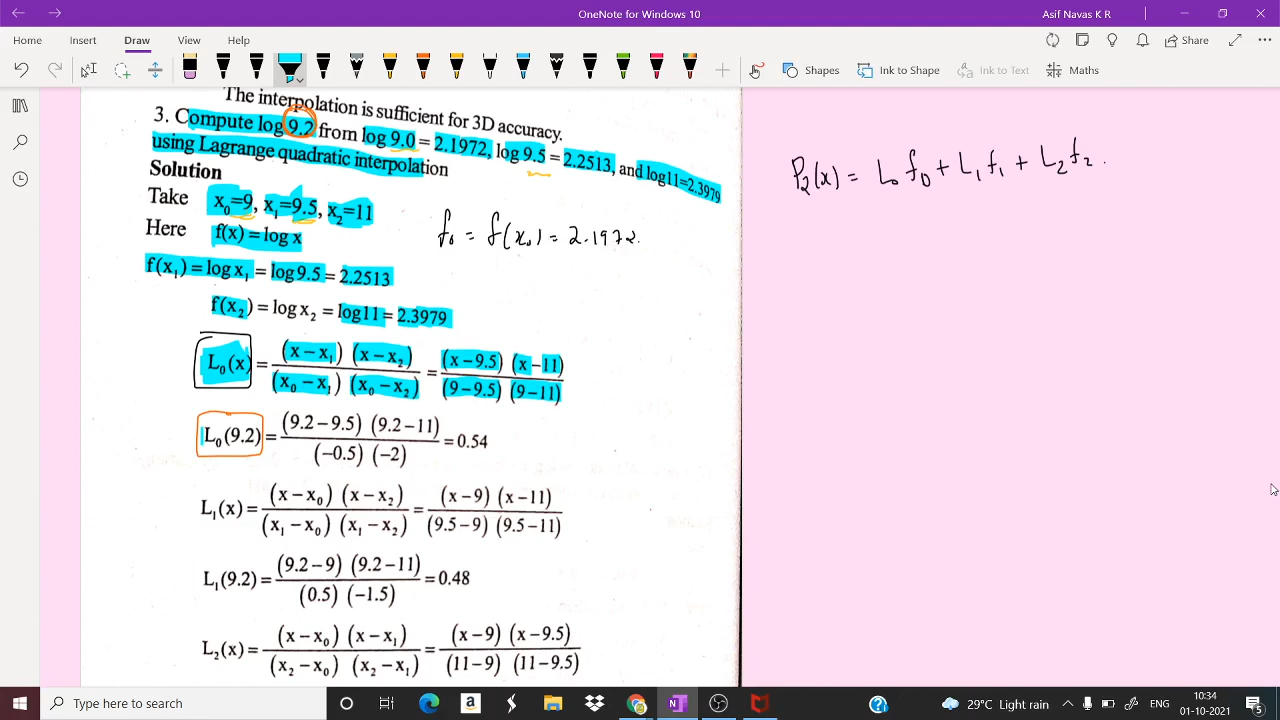 OneNote for Windows 10
Asif Navas K R
Home Insert Draw View Help
Share
Shapes Ink to Shape Ink to Text Maths
The interpolation is sufficient for 3D accuracy.
3. Compute log 9.2 from log 9.0 = 2.1972, log 9.5 = 2.2513, and log11=2.3979
using Lagrange quadratic interpolation
Solution
Take x₀=9, x₁=9.5, x₂=11
Here f(x) = log x
f(x₁) = log x₁ = log 9.5 = 2.2513
f(x₂) = log x₂ = log11 = 2.3979
L₀(x) = (x−x₁) (x−x₂) / (x₀−x₁) (x₀−x₂) = (x−9.5) (x−11) / (9−9.5) (9−11)
L₀(9.2) = (9.2−9.5) (9.2−11) / (−0.5) (−2) = 0.54
L₁(x) = (x−x₀) (x−x₂) / (x₁−x₀) (x₁−x₂) = (x−9) (x−11) / (9.5−9) (9.5−11)
L₁(9.2) = (9.2−9) (9.2−11) / (0.5) (−1.5) = 0.48
L₂(x) = (x−x₀) (x−x₁) / (x₂−x₀) (x₂−x₁) = (x−9) (x−9.5) / (11−9) (11−9.5)
f₀ = f(x₀) = 2.1972.
P₂(x) = L₀ f₀ + L₁ f₁ + L₂ f₂.
Type here to search
29°C Light rain
10:34
01-10-2021